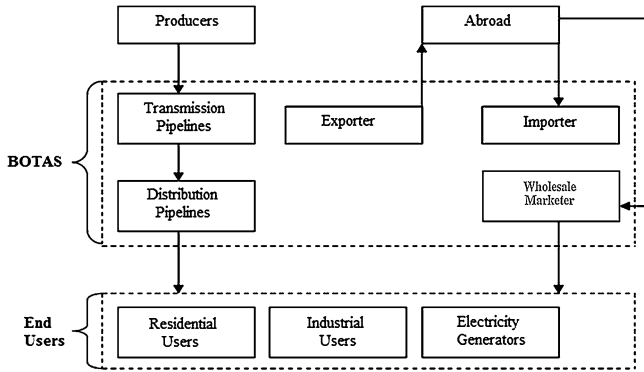 Producers
Abroad
Transmission
Pipelines
Exporter
Importer
BOTAS
Distribution
Pipelines
Wholesale
Marketer
End
Users
Residential
Users
Industrial
Users
Electricity
Generators